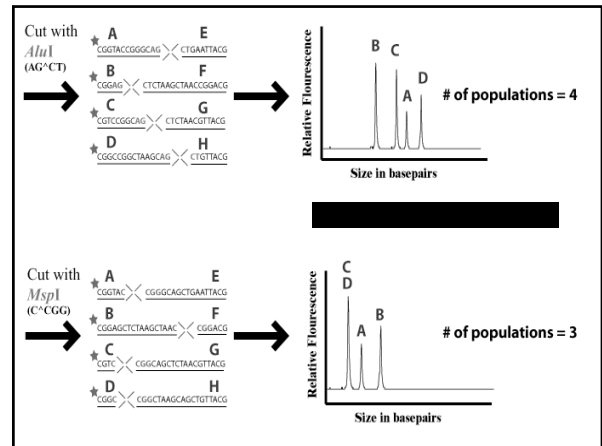 Cut with
AluI
(AG^CT)
A E
CGGTACCGGGCAG CTGAATTACG
B F
CGGAG CTCTAAGCTAACCGGACG
C G
CGTCCGGCAG CTCTAACGTTACG
D H
CGGCCGGCTAAGCAG CTGTTACG
Relative Flourescence
B C A D
Size in basepairs
# of populations = 4
Cut with
MspI
(C^CGG)
A E
CGGTAC CGGGCAGCTGAATTACG
B F
CGGAGCTCTAAGCTAAC CGGACG
C G
CGTC CGGCAGCTCTAACGTTACG
D H
CGGC CGGCTAAGCAGCTGTTACG
Relative Flourescence
C
D A B
Size in basepairs
# of populations = 3